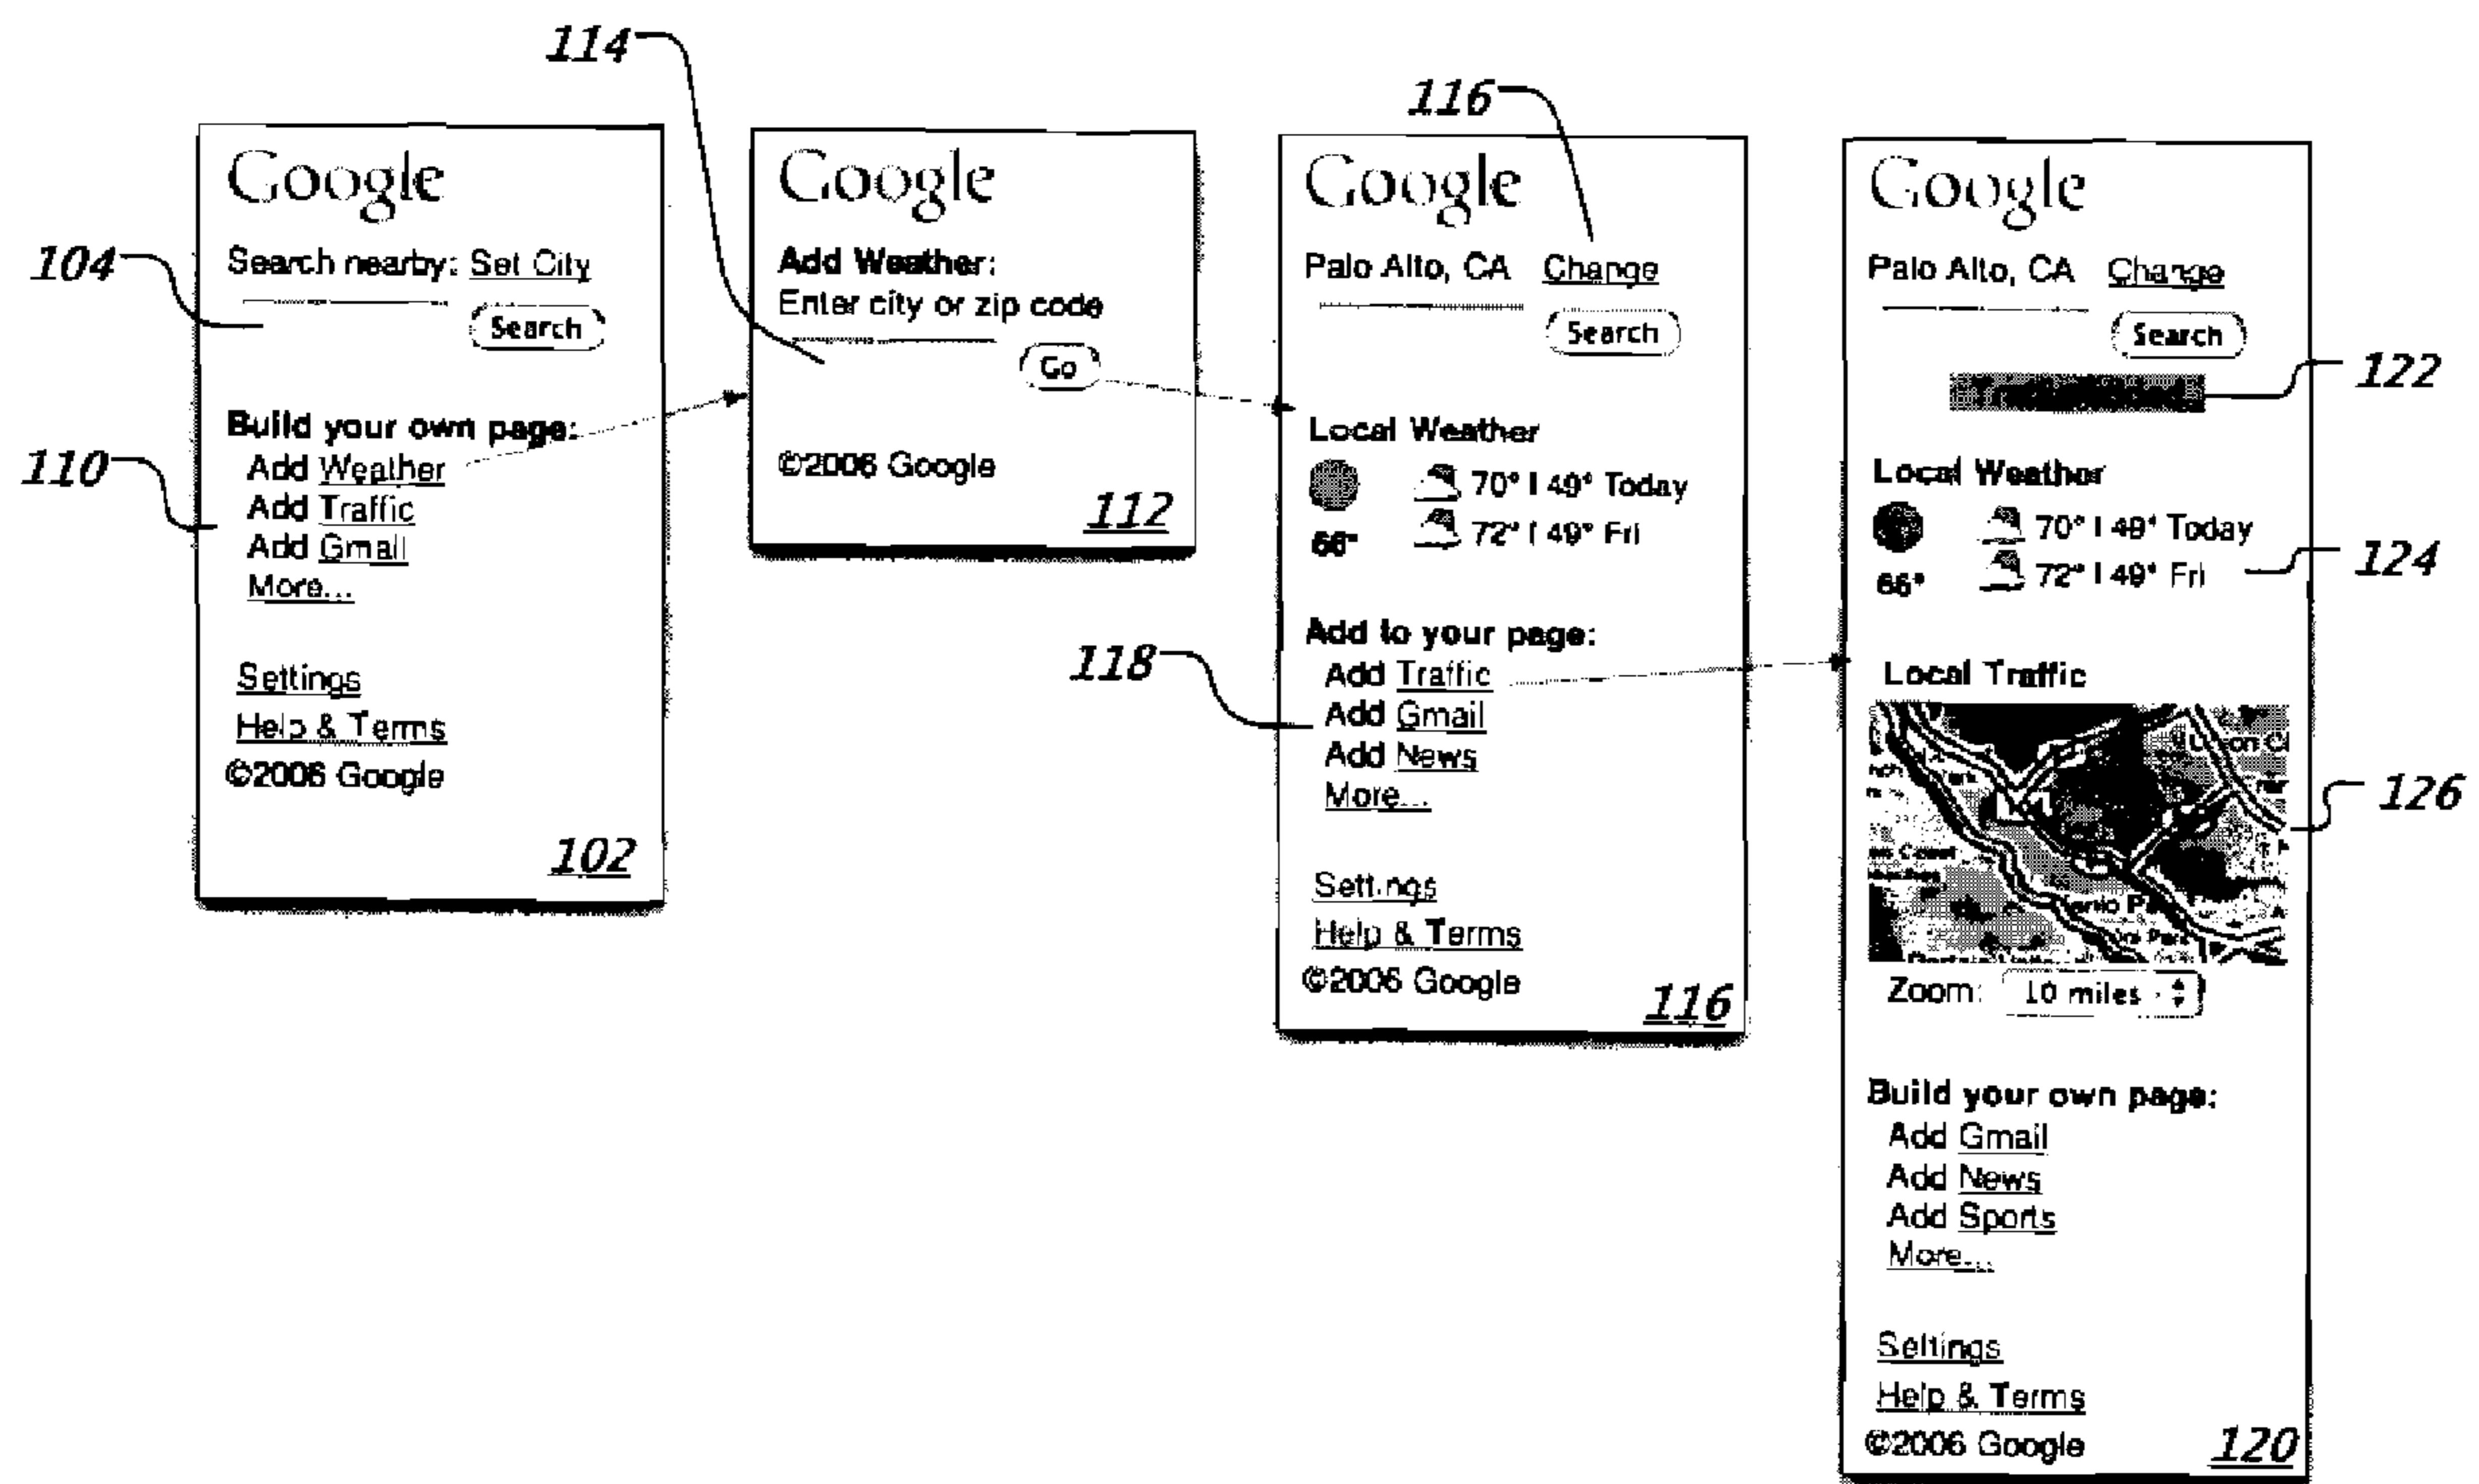 114
Google
Search nearby: Set City
Search
104
Build your own page:
Add Weather
Add Traffic
Add Gmail
More...
110
Settings
Help & Terms
©2006 Google
102
Google
Add Weather:
Enter city or zip code
Go
©2006 Google
112
116
Google
Palo Alto, CA Change
Search
Local Weather
70° | 49° Today
66° 72° | 49° Fri
Add to your page:
118
Add Traffic
Add Gmail
Add News
More...
Settings
Help & Terms
©2006 Google
116
Google
Palo Alto, CA Change
Search
122
Local Weather
70° | 49° Today
66° 72° | 49° Fri
124
Local Traffic
126
Zoom: 10 miles
Build your own page:
Add Gmail
Add News
Add Sports
More...
Settings
Help & Terms
©2006 Google
120